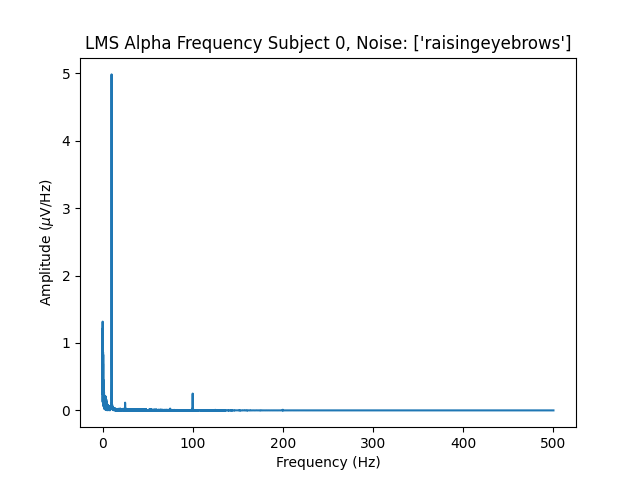 LMS Alpha Frequency Subject 0, Noise: ['raisingeyebrows']
5
4
3
2
1
0
Amplitude (μV/Hz)
0 100 200 300 400 500
Frequency (Hz)